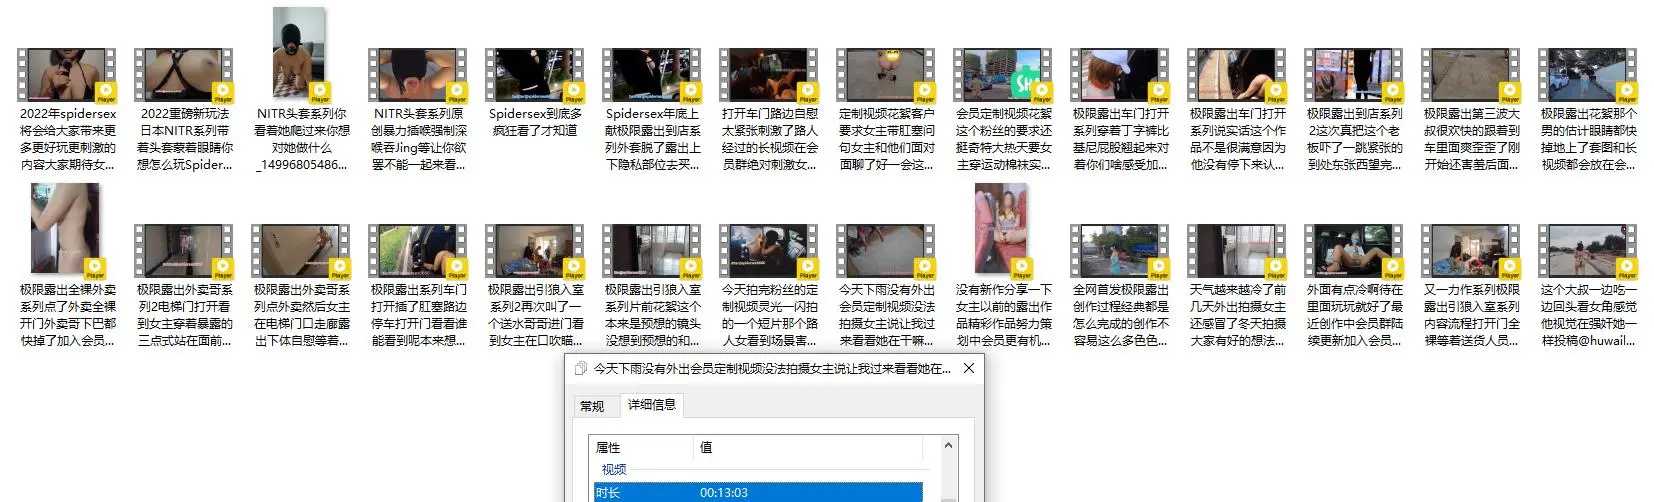 2022年spidersex
将会给大家带来更
多更好玩更刺激的
内容大家期待女...
2022重磅新玩法
日本NITR系列带
着头套蒙着眼睛你
想怎么玩Spider...
NITR头套系列你
看着她爬过来你想
对她做什么
_14996805486...
NITR头套系列原
创暴力插喉强制深
喉吞Jing等让你欲
罢不能一起来看...
Spidersex到底多
疯狂看了才知道
Spidersex年底上
献极限露出到店系
列外套脱了露出上
下隐私部位去买...
打开车门路边自慰
太紧张刺激了路人
经过的长视频在会
员群绝对刺激女...
定制视频花絮客户
要求女主带肛塞问
句女主和他们面对
面聊了好一会这...
会员定制视频花絮
这个粉丝的要求还
挺奇特大热天要女
主穿运动棉袜实...
极限露出车门打开
系列穿着丁字裤比
基尼屁股翘起来对
着你们啥感受加...
极限露出车门打开
系列说实话这个作
品不是很满意因为
他没有停下来认...
极限露出到店系列
2这次真把这个老
板吓了一跳紧张的
到处东张西望完...
极限露出第三波大
叔很欢快的跟着到
车里面爽歪歪了刚
开始还害羞后面...
极限露出花絮那个
男的估计眼睛都快
掉地上了套图和长
视频都会放在会...
极限露出全裸外卖
系列点了外卖全裸
开门外卖哥下巴都
快掉了加入会员...
极限露出外卖哥系
列2电梯门打开看
到女主穿着暴露的
三点式站在面前...
极限露出外卖哥系
列点外卖然后女主
在电梯门口走廊露
出下体自慰等着...
极限露出系列车门
打开插了肛塞路边
停车打开门看看谁
能看到呢本来想...
极限露出引狼入室
系列2再次叫了一
个送水哥哥进门看
到女主在口吹瞄...
极限露出引狼入室
系列片前花絮这个
本来是预想的镜头
没想到预想的和...
今天拍完粉丝的定
制视频灵光一闪拍
的一个短片那个路
人女看到场景害...
今天下雨没有外出
会员定制视频没法
拍摄女主说让我过
来看看她在干嘛...
没有新作分享一下
女主以前的露出作
品精彩作品努力策
划中会员更有机...
全网首发极限露出
创作过程经典都是
怎么完成的创作不
容易这么多色色...
天气越来越冷了前
几天外出拍摄女主
还感冒了冬天拍摄
大家有好的想法...
外面有点冷啊待在
里面玩玩就好了最
近创作中会员群陆
续更新加入会员...
又一力作系列极限
露出引狼入室系列
内容流程打开门全
裸等着送货人员...
这个大叔一边吃一
边回头看女角感觉
他视觉在强奸她一
样投稿@huwail...
今天下雨没有外出会员定制视频没法拍摄女主说让我过来看看她在...
常规
详细信息
属性
值
视频
时长
00:13:03